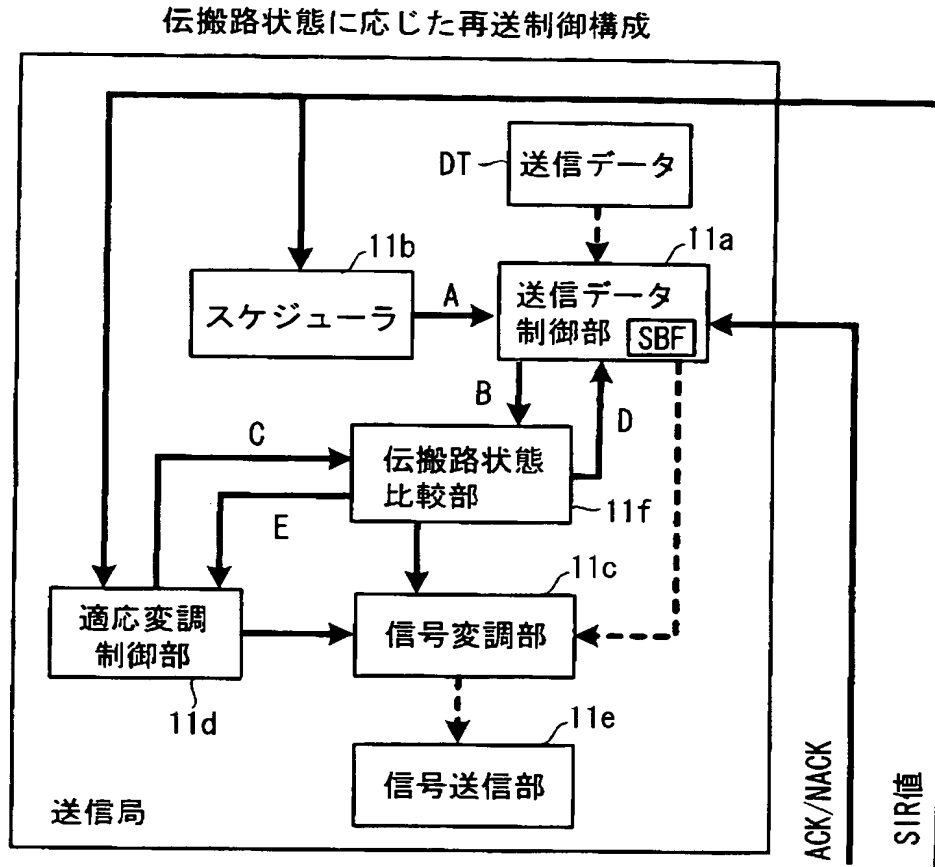 伝搬路状態に応じた再送制御構成
DT
送信データ
11b
11a
スケジューラ
A
送信データ
制御部
SBF
B
D
C
伝搬路状態
比較部
11f
E
11c
適応変調
制御部
信号変調部
11d
11e
信号送信部
送信局
ACK/NACK
SIR値